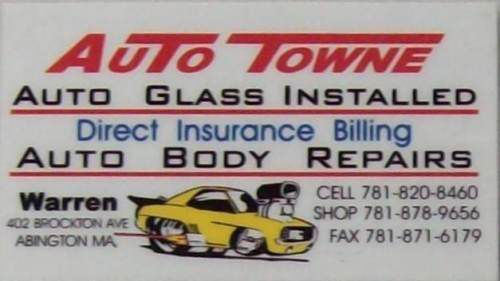 AUTO TOWNE
AUTO GLASS INSTALLED
Direct Insurance Billing
AUTO BODY REPAIRS
Warren
402 BROCKTON AVE
ABINGTON MA,
CELL 781-820-8460
SHOP 781-878-9656
FAX 781-871-6179